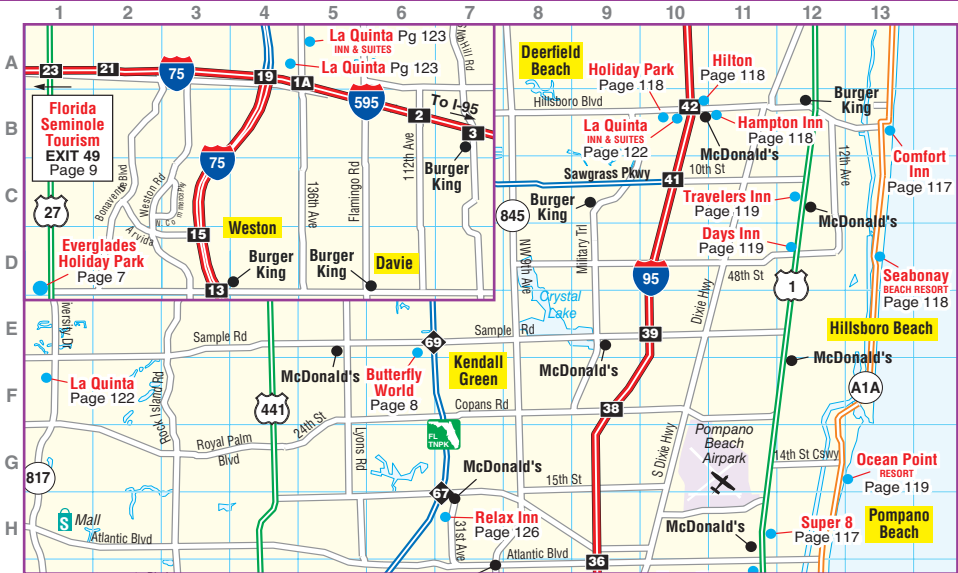 1 2 3 4 5 6 7 8 9 10 11 12 13
A
B
C
D
E
F
G
H
La Quinta Pg 123
INN & SUITES
La Quinta Pg 123
23
21
75
19
1A
595
To I-95
2
3
Hill Rd
Florida
Seminole
Tourism
EXIT 49
Page 9
27
75
112th Ave
Burger
King
Bonaventure Blvd
Weston Rd
Arvida
136th Ave
Flamingo Rd
15
Weston
Everglades
Holiday Park
Page 7
Burger
King
Burger
King
Davie
13
Deerfield
Beach
Holiday Park
Page 118
Hilton
Page 118
Hillsboro Blvd
42
Burger
King
La Quinta
INN & SUITES
Page 122
Hampton Inn
Page 118
McDonald's
12th Ave
Comfort
Inn
Page 117
10th St
Sawgrass Pkwy
41
Burger
King
845
Travelers Inn
Page 119
McDonald's
Military Trl
NW 9th Ave
Days Inn
Page 119
95
48th St
1
Seabonay
BEACH RESORT
Page 118
Crystal
Lake
Dixie Hwy
University Dr
Sample Rd
69
Sample Rd
39
Hillsboro Beach
McDonald's
Butterfly
World
Page 8
Kendall
Green
McDonald's
McDonald's
La Quinta
Page 122
Rock Island Rd
441
24th St
A1A
Copans Rd
38
Royal Palm
Blvd
Lyons Rd
FL
TNPK
S Dixie Hwy
Pompano
Beach
Airpark
14th St Cswy
817
McDonald's
15th St
Ocean Point
RESORT
Page 119
67
S Mall
Relax Inn
Page 126
31st Ave
McDonald's
Super 8
Page 117
Pompano
Beach
Atlantic Blvd
Atlantic Blvd
36